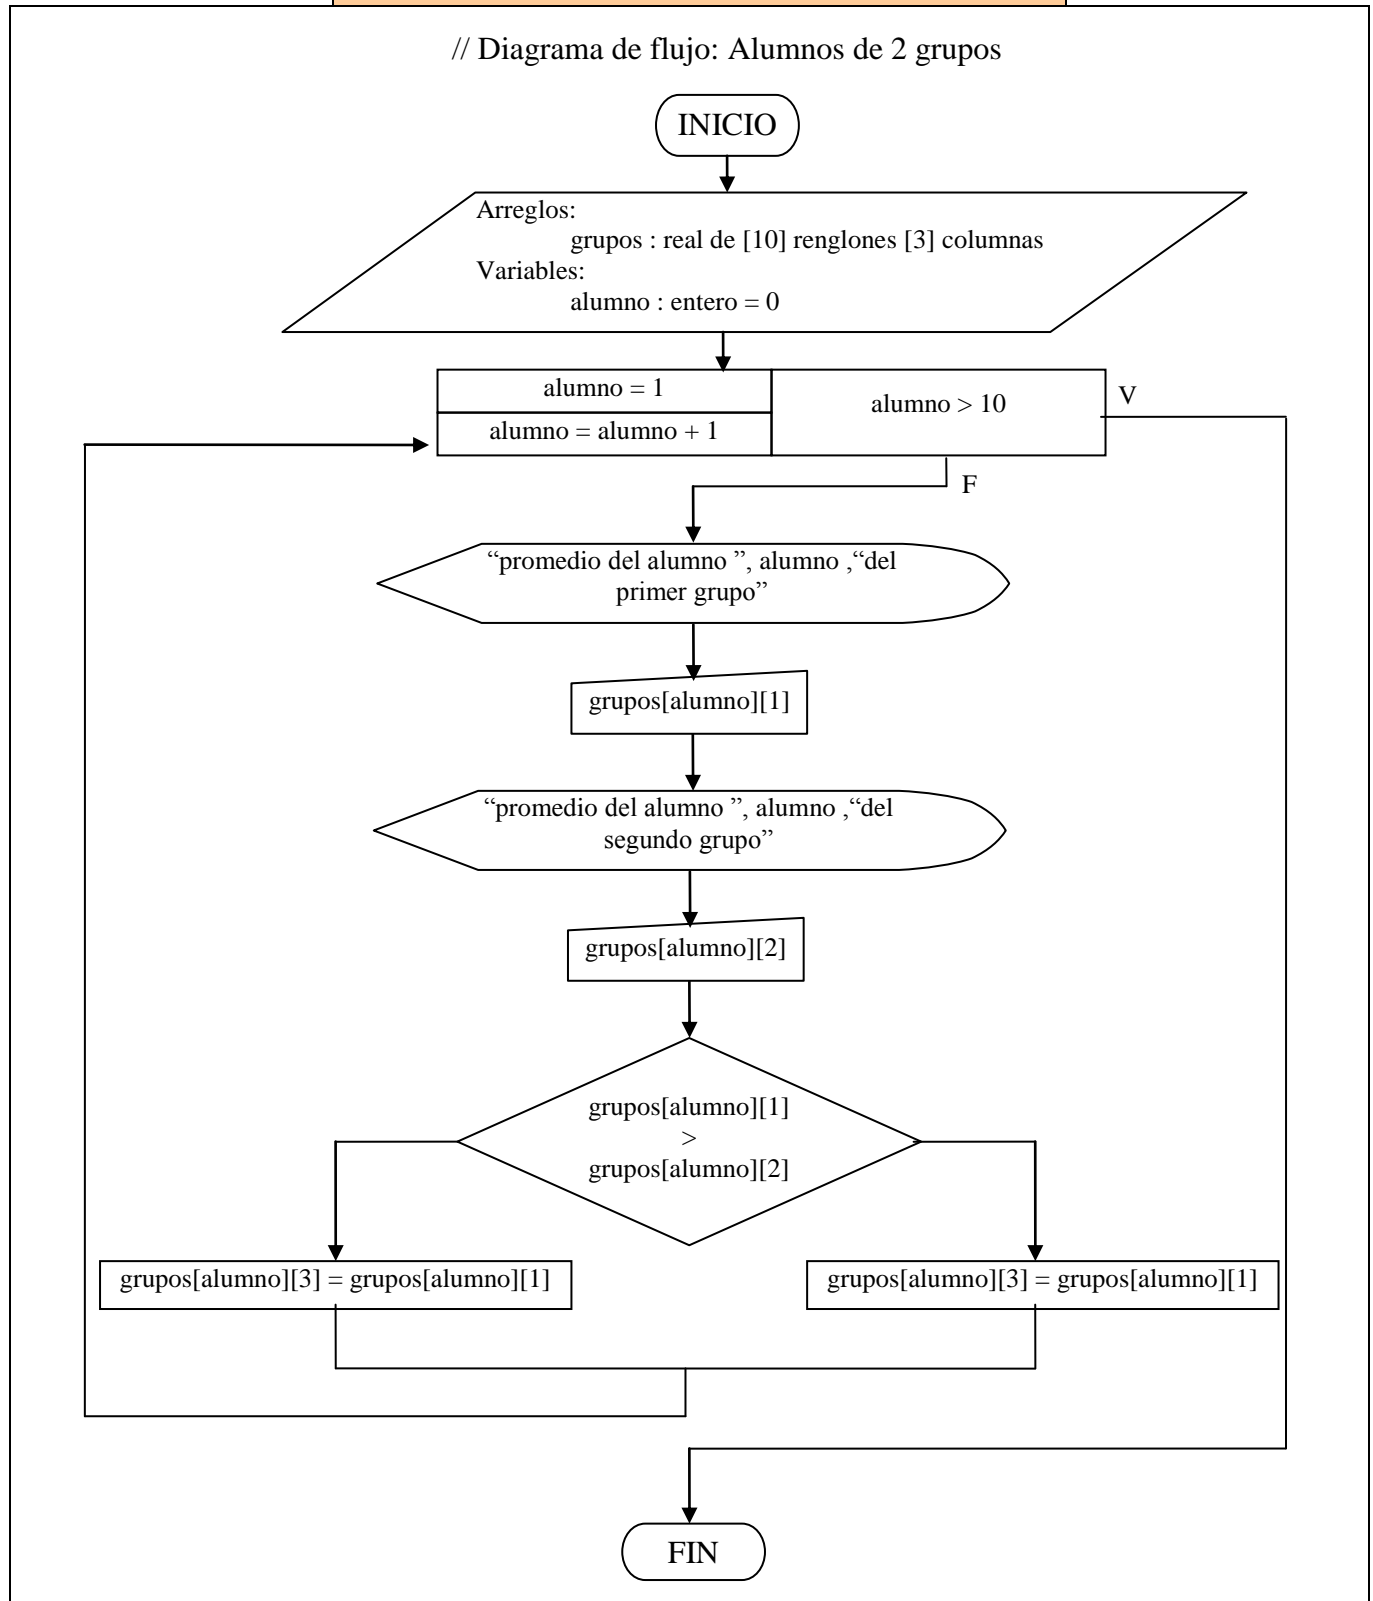 // Diagrama de flujo: Alumnos de 2 grupos
INICIO
Arreglos:
grupos : real de [10] renglones [3] columnas
Variables:
alumno : entero = 0
alumno = 1
alumno = alumno + 1
alumno > 10
V
F
“promedio del alumno ”, alumno ,“del
primer grupo”
grupos[alumno][1]
“promedio del alumno ”, alumno ,“del
segundo grupo”
grupos[alumno][2]
grupos[alumno][1]
>
grupos[alumno][2]
grupos[alumno][3] = grupos[alumno][1]
grupos[alumno][3] = grupos[alumno][1]
FIN